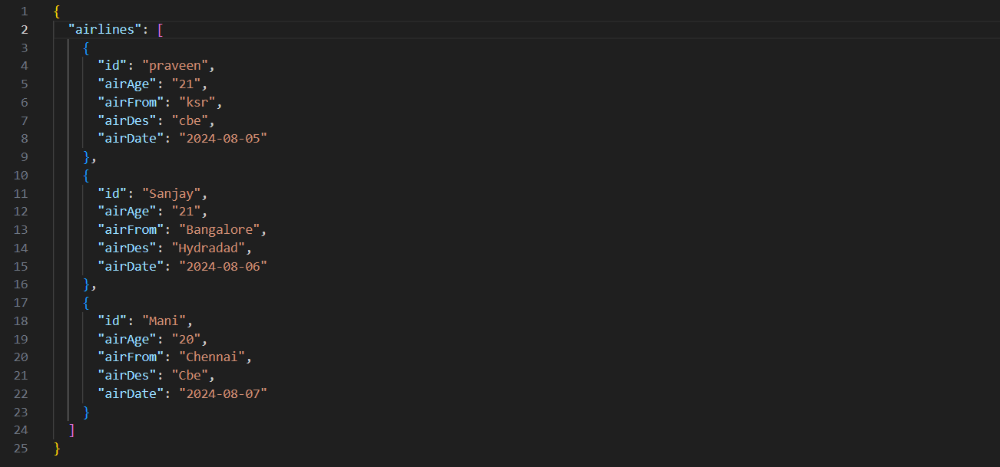 1 {
2 "airlines": [
3 {
4 "id": "praveen",
5 "airAge": "21",
6 "airFrom": "ksr",
7 "airDes": "cbe",
8 "airDate": "2024-08-05"
9 },
10 {
11 "id": "Sanjay",
12 "airAge": "21",
13 "airFrom": "Bangalore",
14 "airDes": "Hydradad",
15 "airDate": "2024-08-06"
16 },
17 {
18 "id": "Mani",
19 "airAge": "20",
20 "airFrom": "Chennai",
21 "airDes": "Cbe",
22 "airDate": "2024-08-07"
23 }
24 ]
25 }